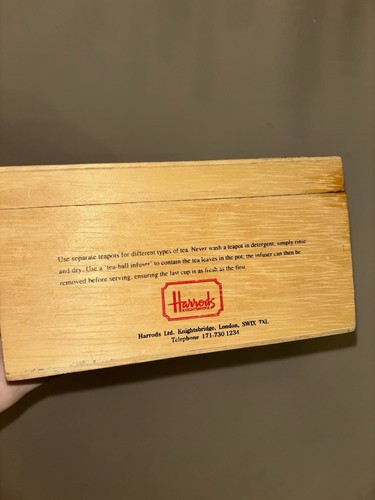 Use separate teapots for different types of tea. Never wash a teapot in detergent; simply rinse
and dry. Use a 'tea-ball infuser' to contain the tea leaves in the pot; the infuser can then be
removed before serving, ensuring the last cup is as fresh as the first.
Harrods
KNIGHTSBRIDGE
Harrods Ltd. Knightsbridge, London, SW1X 7XL
Telephone 171-730 1234